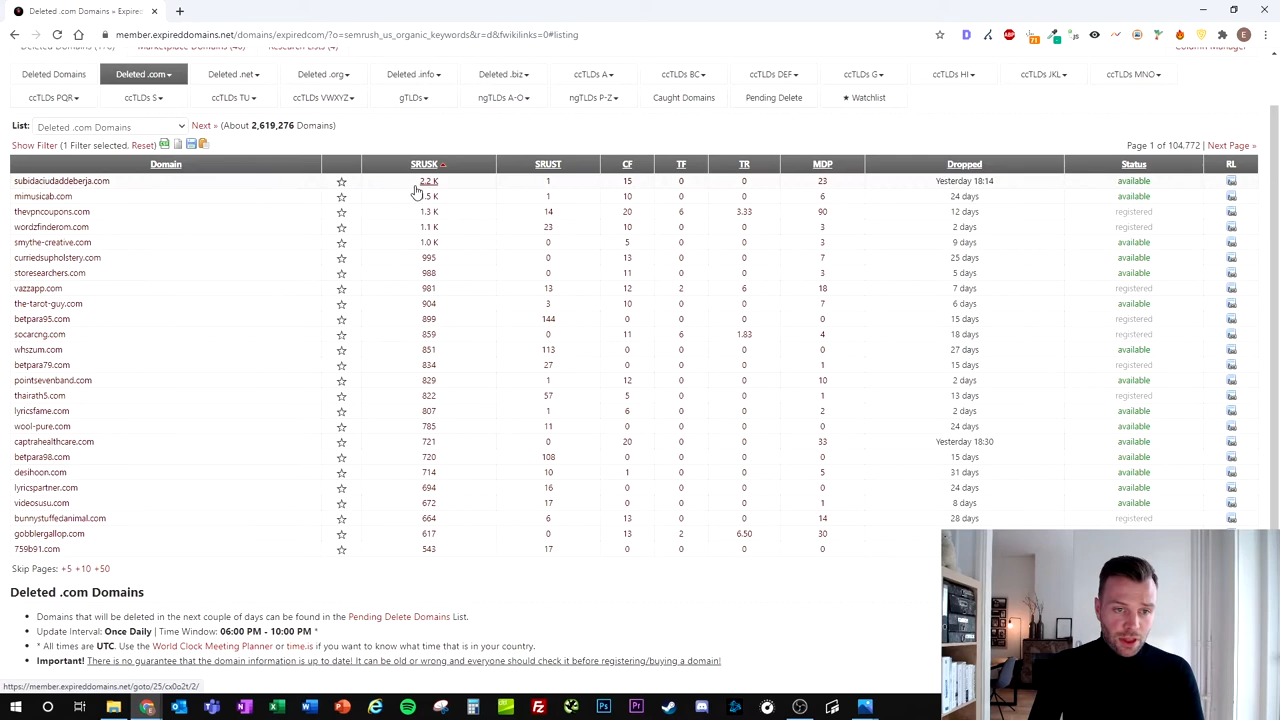 Deleted .com Domains » Previo
member.expireddomains.net/domains/expiredcom/?o=semrush_us_organic_keywords&r=d&fwikilinks=0#listing
Deleted Domains Deleted .com Deleted .net Deleted .org Deleted .info Deleted .biz ccTLDs A ccTLDs BC ccTLDs DEF ccTLDs G ccTLDs HI ccTLDs JKL ccTLDs MNO
ccTLDs PQR ccTLDs S ccTLDs TU ccTLDs VWXYZ gTLDs ngTLDs A-O ngTLDs P-Z Caught Domains Pending Delete ★ Watchlist
List: Deleted .com Domains Next » (About 2,619,276 Domains)
Show Filter (1 Filter selected, Reset) Page 1 of 104.772 | Next Page »
Domain SRUSK SRUST CF TF TR MDP Dropped Status RL
subidaciudaddeberja.com 2.2 K 1 15 0 0 23 Yesterday 18:14 available
mimusicab.com .5 K 1 10 0 0 6 24 days available
thevpncoupons.com 1.3 K 14 20 6 3.33 90 12 days registered
wordzfinderom.com 1.1 K 23 10 0 0 3 2 days registered
smythe-creative.com 1.0 K 0 5 0 0 3 9 days available
curriedsupholstery.com 995 0 13 0 0 7 25 days available
storesearchers.com 988 0 11 0 0 3 5 days available
vazzapp.com 981 13 12 2 6 18 7 days registered
the-tarot-guy.com 904 3 10 0 0 7 6 days available
betpara95.com 899 144 0 0 0 0 15 days registered
socarcng.com 859 0 11 6 1.83 4 18 days registered
whszum.com 851 113 0 0 0 0 27 days available
betpara79.com 834 27 0 0 0 1 15 days registered
pointsevenband.com 829 1 12 0 0 10 2 days available
thairath5.com 822 57 5 0 0 1 13 days registered
lyricsfame.com 807 1 6 0 0 2 2 days available
wool-pure.com 785 11 0 0 0 0 24 days available
captrahealthcare.com 721 0 20 0 0 33 Yesterday 18:30 available
betpara98.com 720 108 0 0 0 0 15 days registered
desihoon.com 714 10 1 0 0 5 31 days available
lyricspartner.com 694 16 0 0 0 0 24 days registered
videosusu.com 672 17 0 0 0 1 8 days available
bunnystuffedanimal.com 664 6 13 0 0 14 28 days registered
gobblergallop.com 617 0 13 2 6.50 30
759b91.com 543 17 0 0 0 0
Skip Pages: +5 +10 +50
Deleted .com Domains
Domains that will be deleted in the next couple of days can be found in the Pending Delete Domains List.
Update Interval: Once Daily | Time Window: 06:00 PM - 10:00 PM *
* All times are UTC. Use the World Clock Meeting Planner or time.is if you want to know what time that is in your country.
Important! There is no guarantee that the domain information is up to date! It can be old or wrong and everyone should check it before registering/buying a domain!
https://member.expireddomains.net/goto/25/cx0o2t/2/